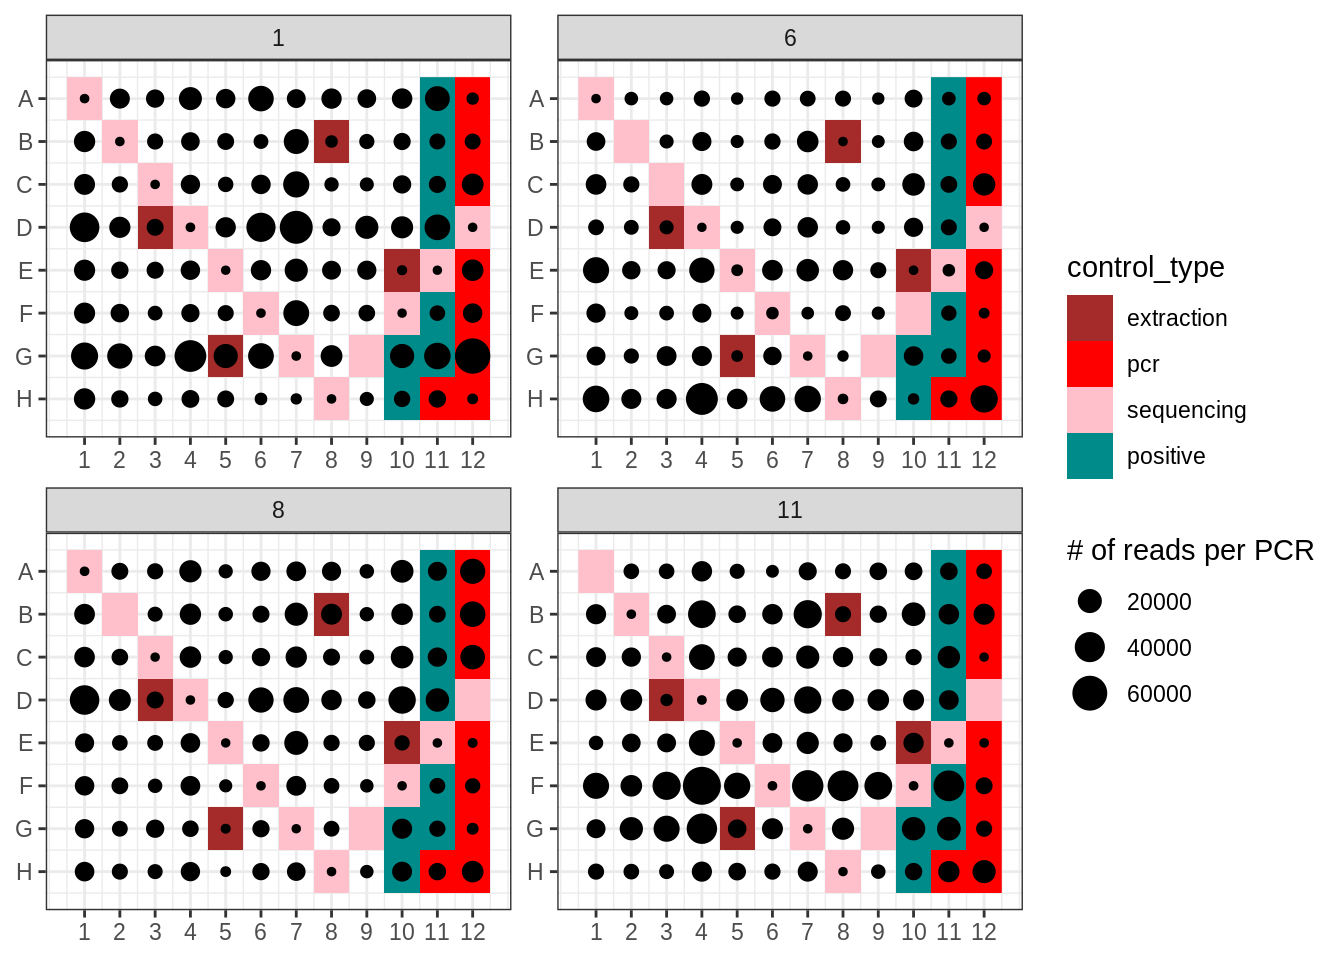 1
6
A
B
C
D
E
F
G
H
1 2 3 4 5 6 7 8 9 10 11 12
A
B
C
D
E
F
G
H
1 2 3 4 5 6 7 8 9 10 11 12
8
11
A
B
C
D
E
F
G
H
1 2 3 4 5 6 7 8 9 10 11 12
A
B
C
D
E
F
G
H
1 2 3 4 5 6 7 8 9 10 11 12
control_type
extraction
pcr
sequencing
positive
# of reads per PCR
20000
40000
60000